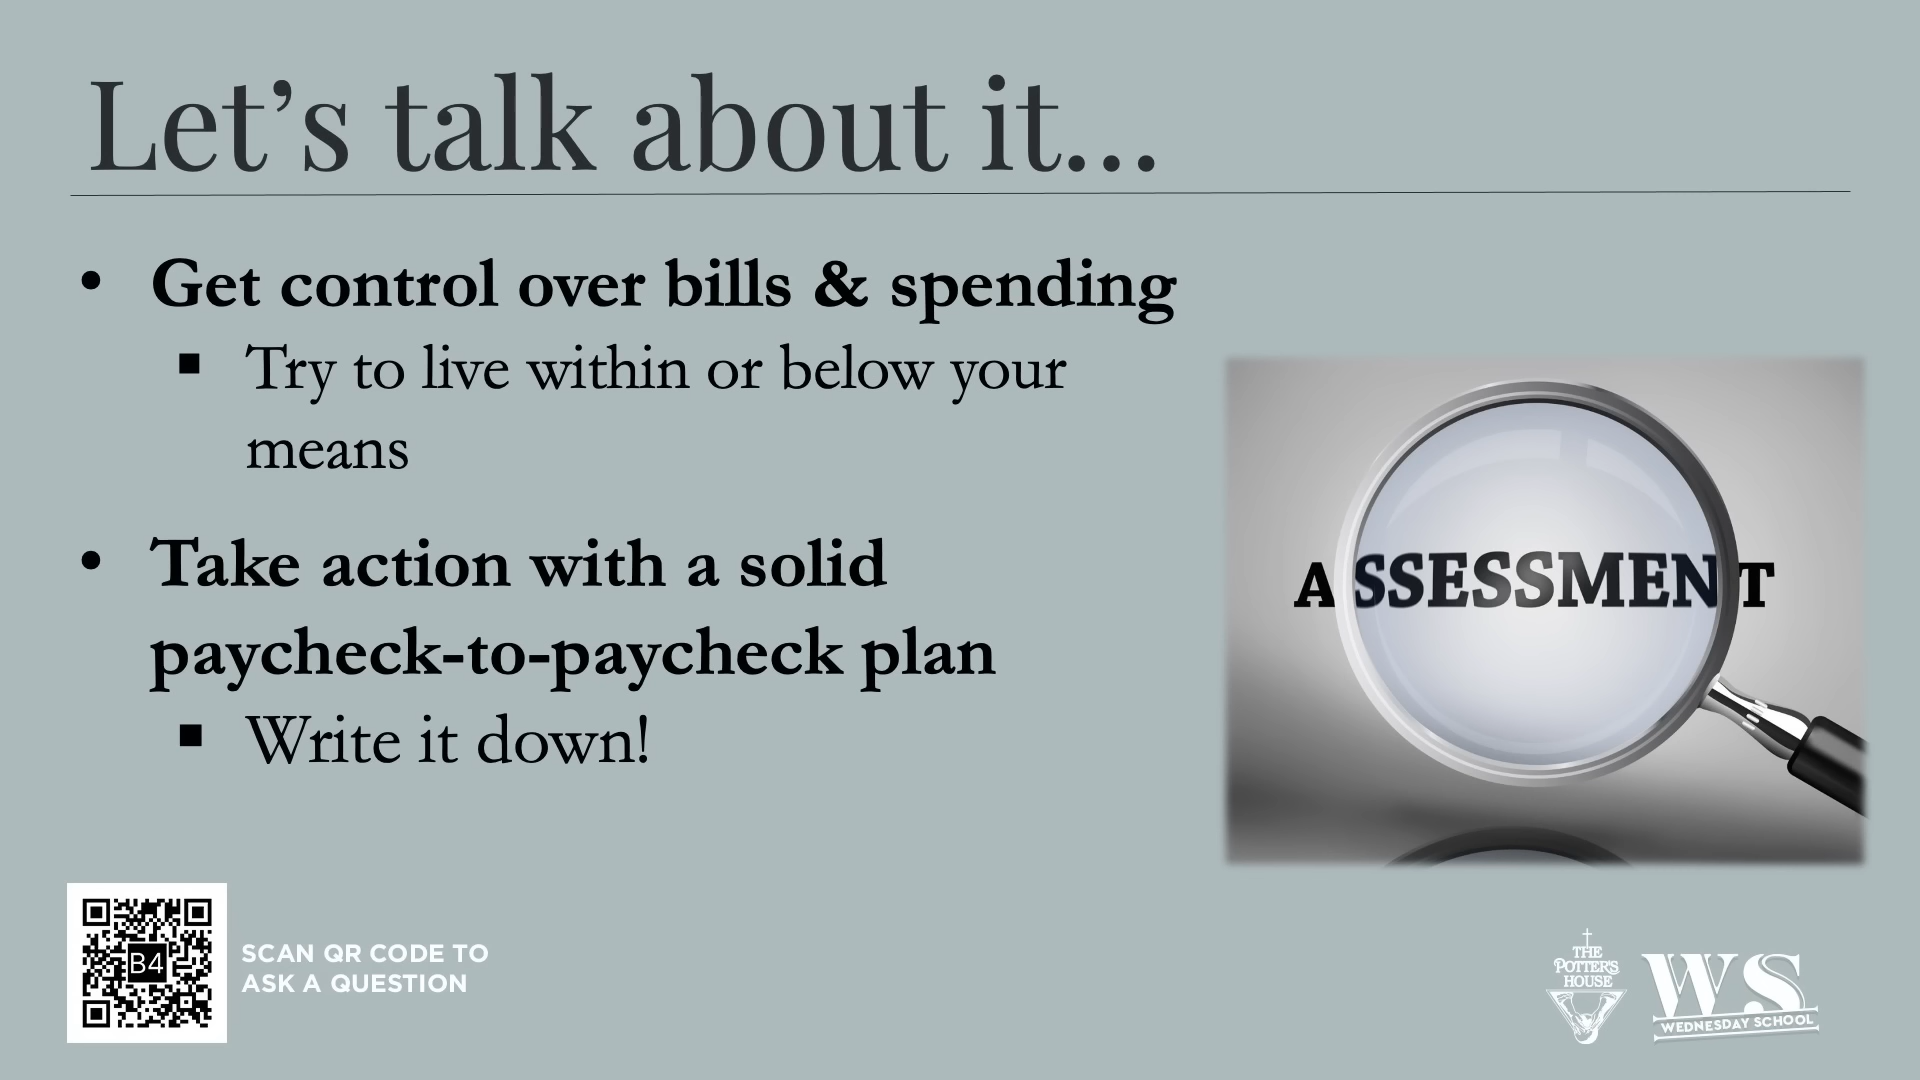 Let’s talk about it...
• Get control over bills & spending
▪ Try to live within or below your
means
• Take action with a solid
paycheck-to-paycheck plan
▪ Write it down!
ASSESSMENT
B4
SCAN QR CODE TO
ASK A QUESTION
THE
POTTER'S
HOUSE
WS
WEDNESDAY SCHOOL